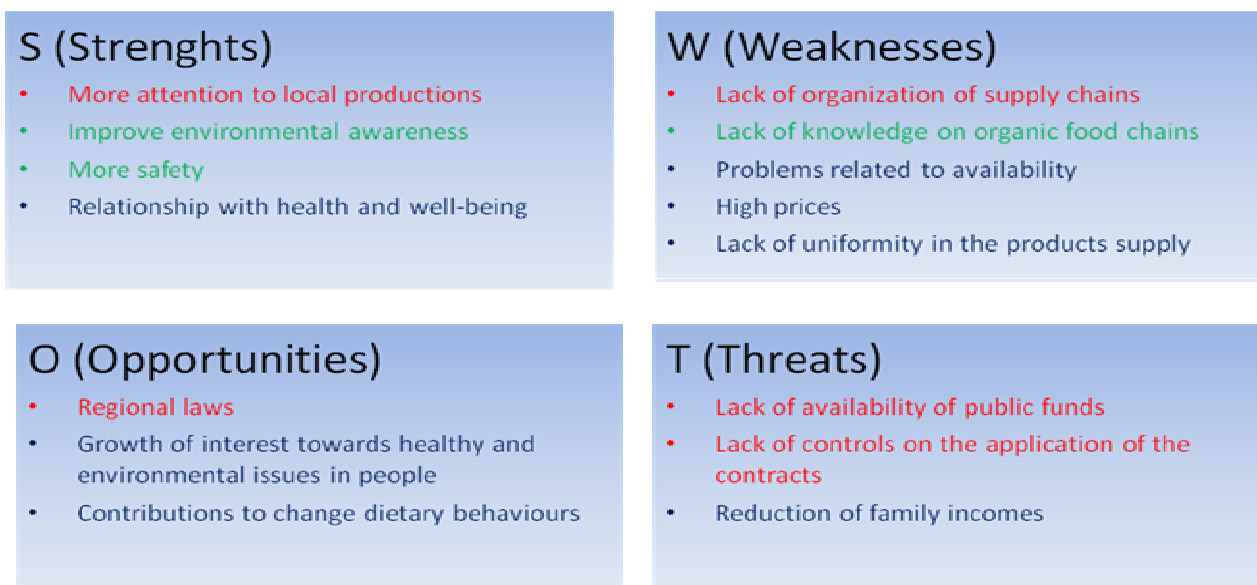 S (Strenghts)
• More attention to local productions
• Improve environmental awareness
• More safety
• Relationship with health and well-being
W (Weaknesses)
• Lack of organization of supply chains
• Lack of knowledge on organic food chains
• Problems related to availability
• High prices
• Lack of uniformity in the products supply
O (Opportunities)
• Regional laws
• Growth of interest towards healthy and
environmental issues in people
• Contributions to change dietary behaviours
T (Threats)
• Lack of availability of public funds
• Lack of controls on the application of the
contracts
• Reduction of family incomes